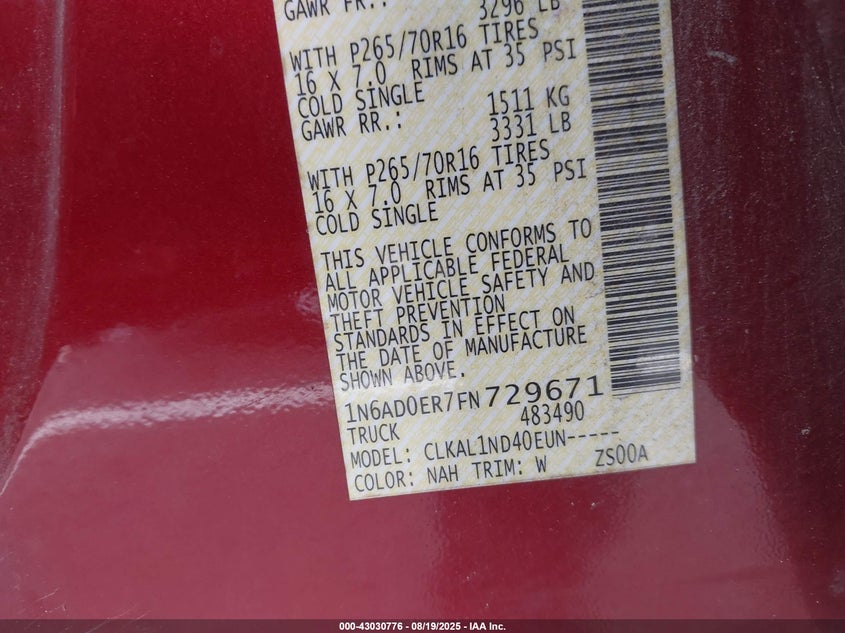 GAWR FR.: 3296 LB
WITH P265/70R16 TIRES
16 X 7.0 RIMS AT 35 PSI
COLD SINGLE
1511 KG
GAWR RR.: 3331 LB
WITH P265/70R16 TIRES
16 X 7.0 RIMS AT 35 PSI
COLD SINGLE
THIS VEHICLE CONFORMS TO
ALL APPLICABLE FEDERAL
MOTOR VEHICLE SAFETY AND
THEFT PREVENTION
STANDARDS IN EFFECT ON
THE DATE OF MANUFACTURE
SHOWN ABOVE.
1N6AD0ER7FN729671
TRUCK 483490
MODEL: CLKAL1ND40EUN-----
COLOR: NAH TRIM: W ZS00A
000-43030776 - 08/19/2025 - IAA Inc.